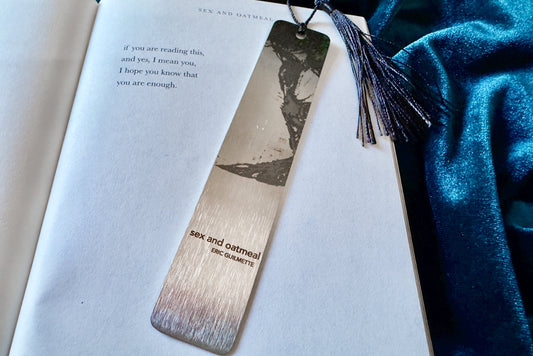 SEX AND OATMEAL
if you are reading this,
and yes, I mean you,
I hope you know that
you are enough.
sex and oatmeal
ERIC GUILMETTE